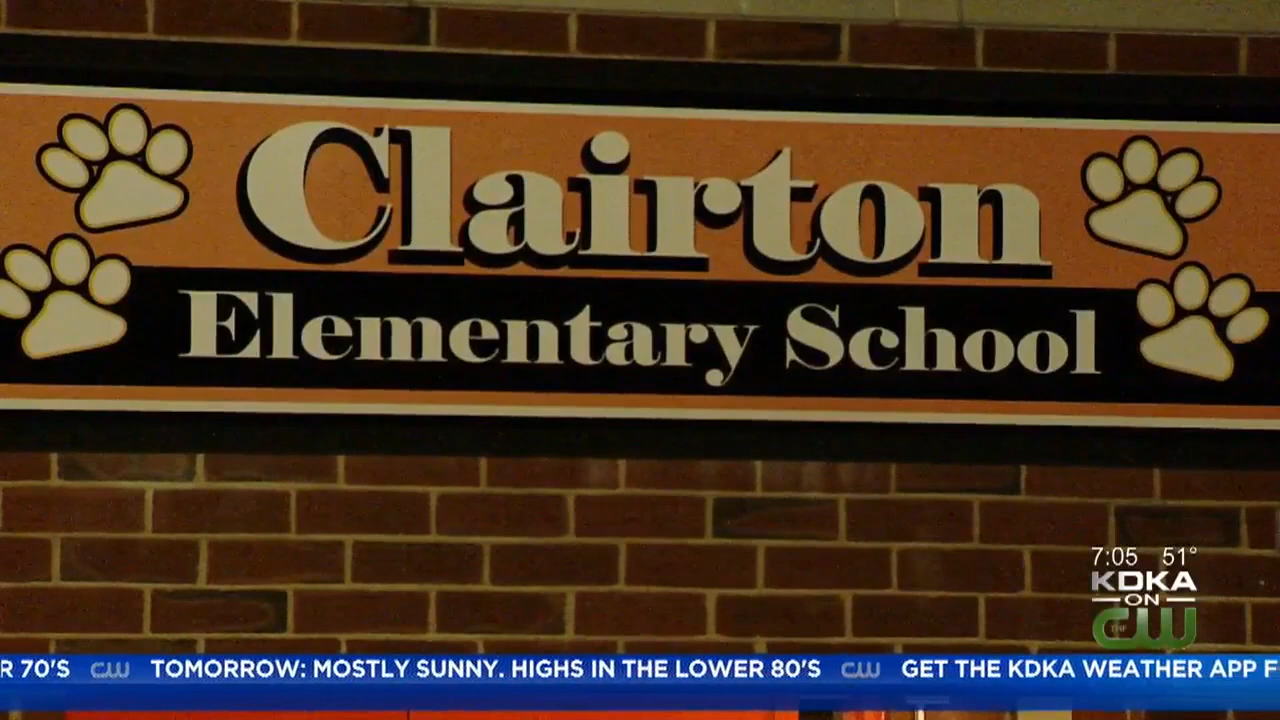 Clairton
Elementary School
7:05 51°
KDKA
ON
THE CW
R 70'S CW TOMORROW: MOSTLY SUNNY. HIGHS IN THE LOWER 80'S CW GET THE KDKA WEATHER APP F